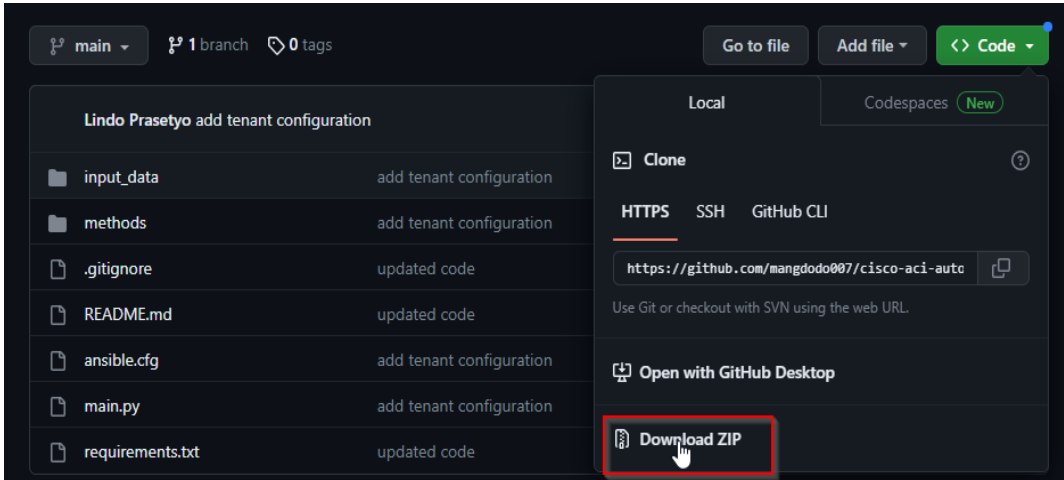 main 1 branch 0 tags Go to file Add file <> Code
Lindo Prasetyo add tenant configuration
input_data add tenant configuration
methods add tenant configuration
.gitignore updated code
README.md updated code
ansible.cfg add tenant configuration
main.py add tenant configuration
requirements.txt updated code
Local Codespaces New
Clone
HTTPS SSH GitHub CLI
https://github.com/mangdodo007/cisco-aci-auto
Use Git or checkout with SVN using the web URL.
Open with GitHub Desktop
Download ZIP